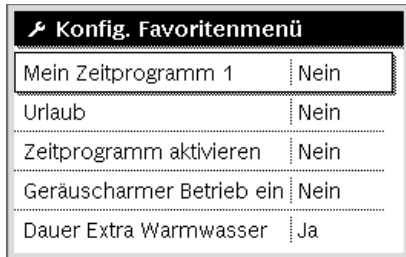 Konfig. Favoritenmenü
Mein Zeitprogramm 1 Nein
Urlaub Nein
Zeitprogramm aktivieren Nein
Geräuscharmer Betrieb ein Nein
Dauer Extra Warmwasser Ja